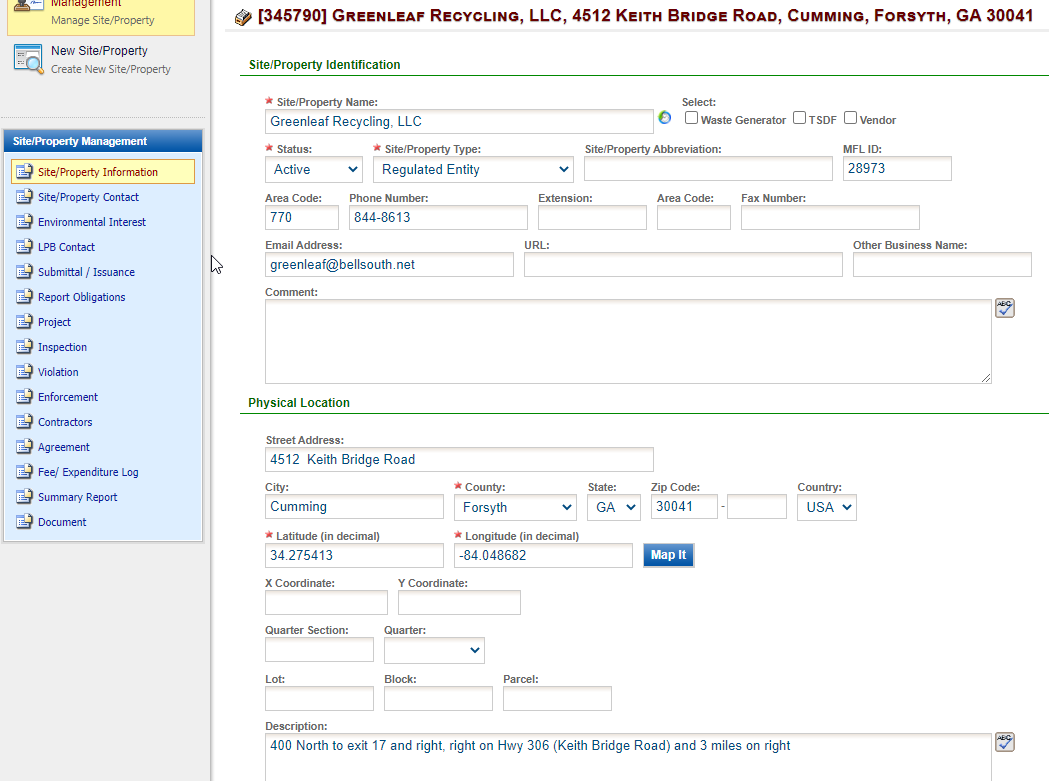 Management
Manage Site/Property
New Site/Property
Create New Site/Property
Site/Property Management
Site/Property Information
Site/Property Contact
Environmental Interest
LPB Contact
Submittal / Issuance
Report Obligations
Project
Inspection
Violation
Enforcement
Contractors
Agreement
Fee/ Expenditure Log
Summary Report
Document
[345790] Greenleaf Recycling, LLC, 4512 Keith Bridge Road, Cumming, Forsyth, GA 30041
Site/Property Identification
* Site/Property Name: Select:
Greenleaf Recycling, LLC Waste Generator TSDF Vendor
* Status: * Site/Property Type: Site/Property Abbreviation: MFL ID:
Active Regulated Entity 28973
Area Code: Phone Number: Extension: Area Code: Fax Number:
770 844-8613
Email Address: URL: Other Business Name:
greenleaf@bellsouth.net
Comment:
ABC
Physical Location
Street Address:
4512  Keith Bridge Road
City: * County: State: Zip Code: Country:
Cumming Forsyth GA 30041 - USA
* Latitude (in decimal) * Longitude (in decimal)
34.275413 -84.048682 Map It
X Coordinate: Y Coordinate:
Quarter Section: Quarter:
Lot: Block: Parcel:
Description:
400 North to exit 17 and right, right on Hwy 306 (Keith Bridge Road) and 3 miles on right
ABC